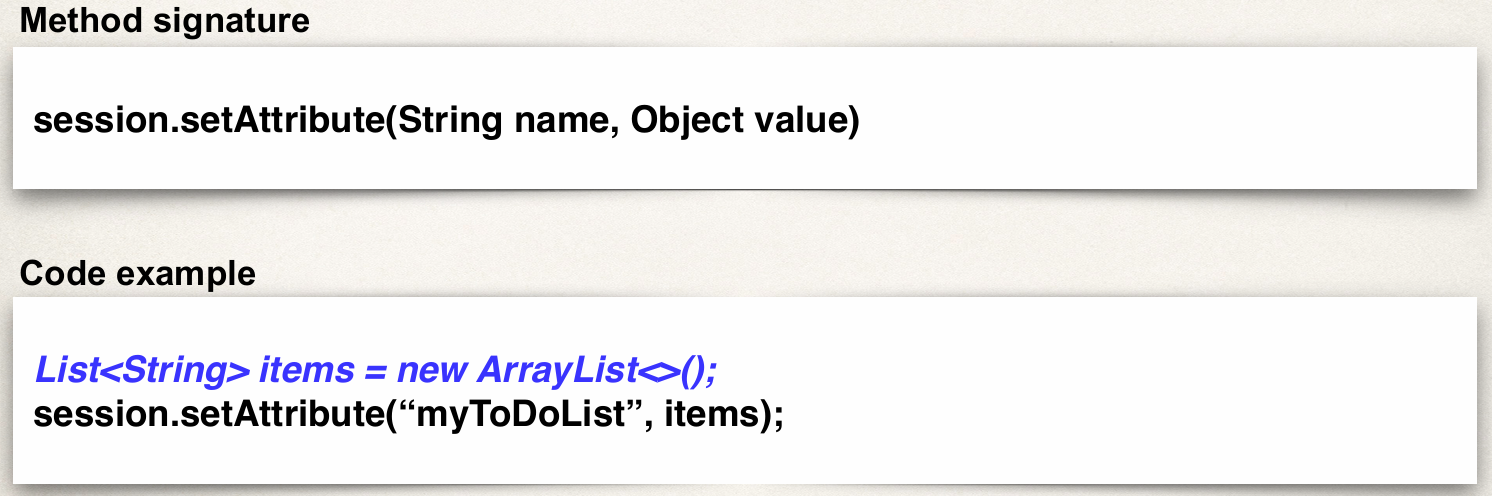 Method signature
session.setAttribute(String name, Object value)
Code example
List<String> items = new ArrayList<>();
session.setAttribute(“myToDoList”, items);